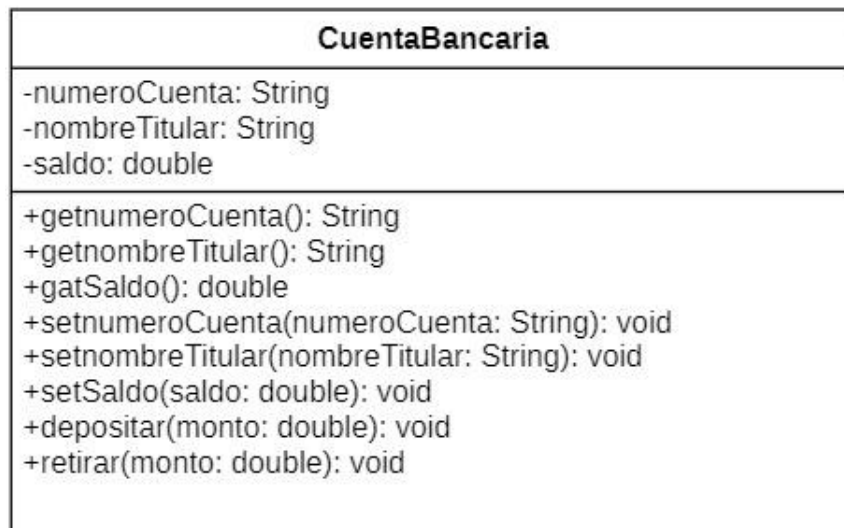 CuentaBancaria
-numeroCuenta: String
-nombreTitular: String
-saldo: double
+getnumeroCuenta(): String
+getnombreTitular(): String
+gatSaldo(): double
+setnumeroCuenta(numeroCuenta: String): void
+setnombreTitular(nombreTitular: String): void
+setSaldo(saldo: double): void
+depositar(monto: double): void
+retirar(monto: double): void